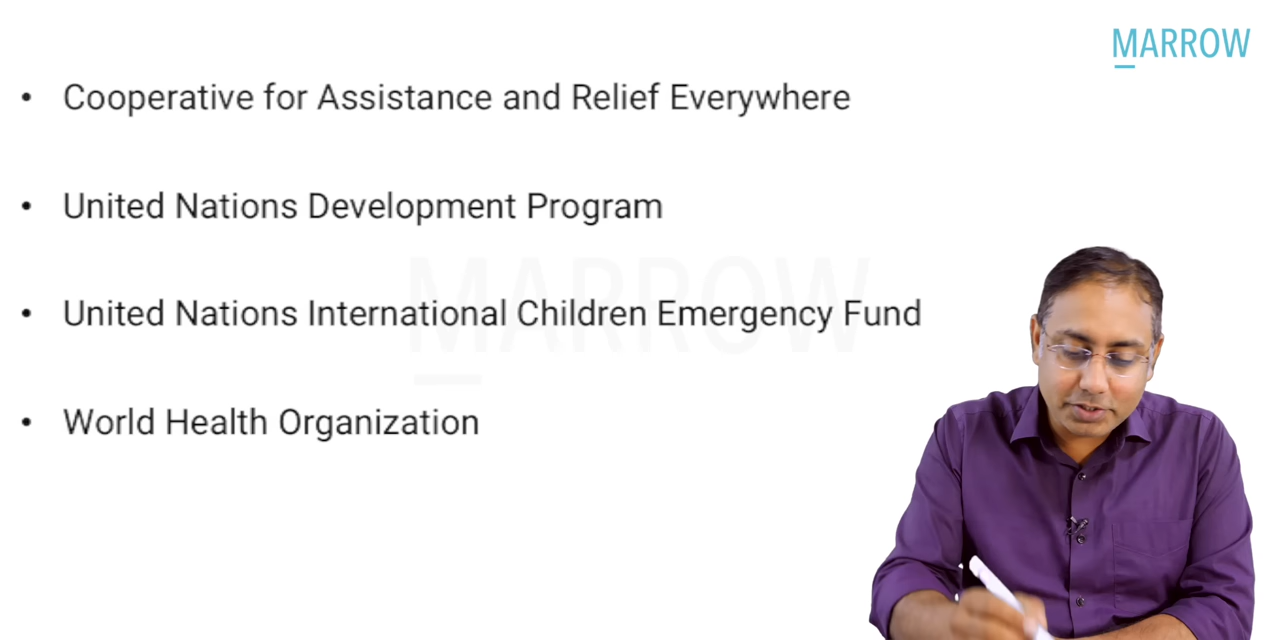 MARROW
• Cooperative for Assistance and Relief Everywhere
• United Nations Development Program
• United Nations International Children Emergency Fund
• World Health Organization
MARROW